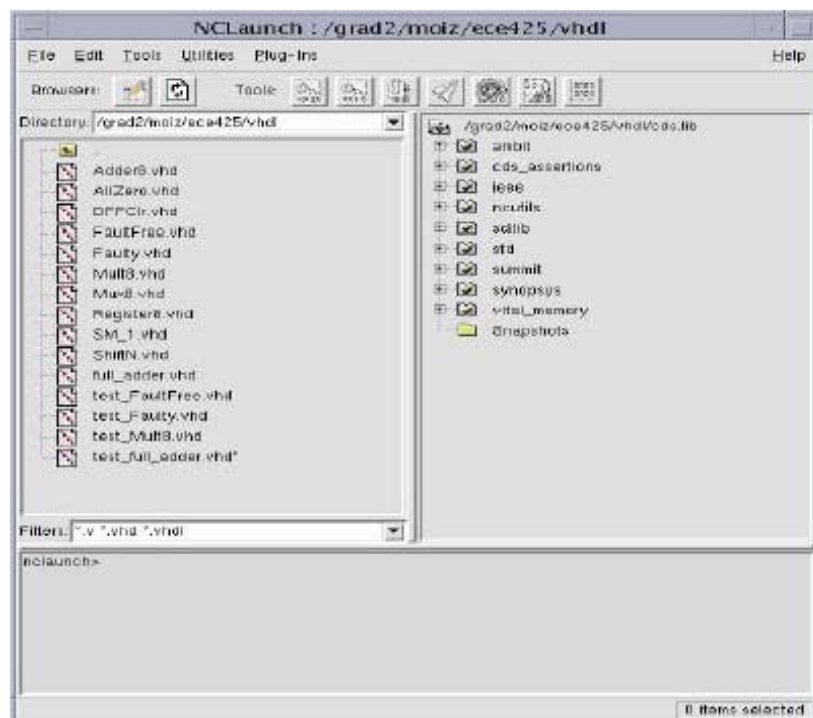 NCLaunch : /grad2/moiz/ece425/vhdl
File Edit Tools Utilities Plug-Ins Help
Browsers: Tools
Directory: /grad2/moiz/ece425/vhdl
Adder8.vhd
AllZero.vhd
DFFClr.vhd
FaultFree.vhd
Faulty.vhd
Mult8.vhd
Mux8.vhd
Register8.vhd
SM_1.vhd
ShiftN.vhd
full_adder.vhd
test_FaultFree.vhd
test_Faulty.vhd
test_Mult8.vhd
test_full_adder.vhd*
Filters: *.v *.vhd *.vhdl
/grad2/moiz/ece425/vhdl/cds.lib
ambit
cds_assertions
ieee
ncutils
sdilib
std
summit
synopsys
vital_memory
Snapshots
nclaunch>
0 items selected